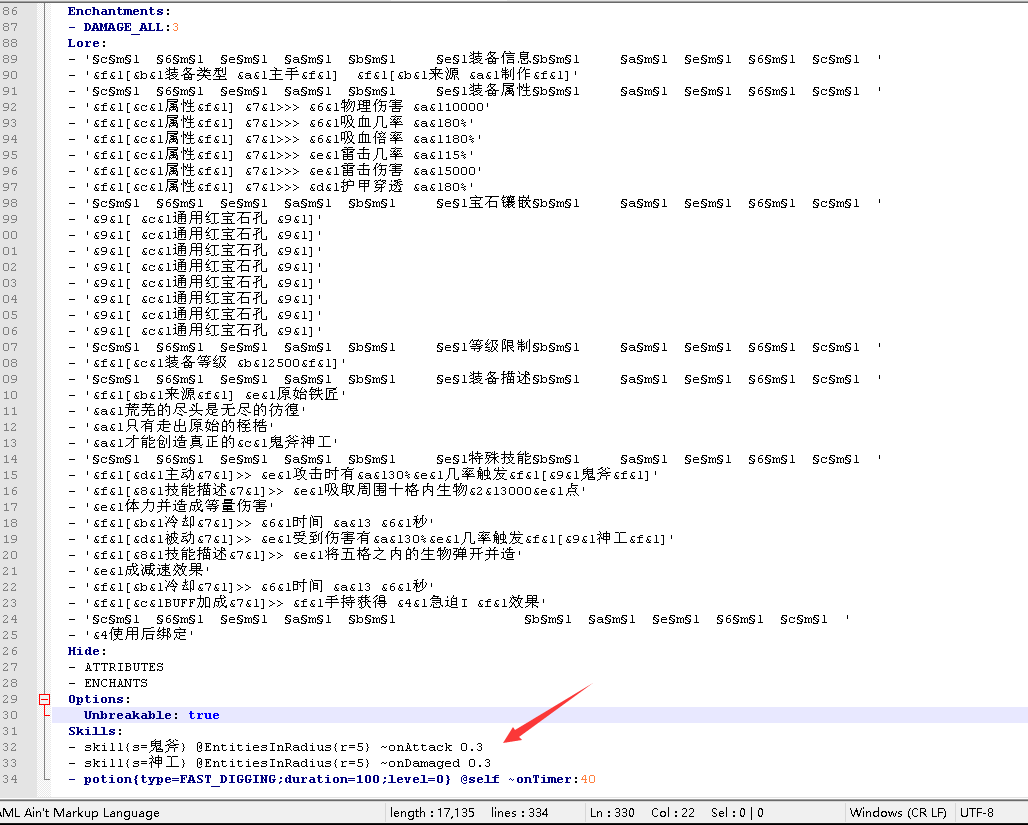 86 Enchantments:
87 - DAMAGE_ALL:3
88 Lore:
89 - '§c§m§l  §6§m§l  §e§m§l  §a§m§l  §b§m§l     §e§l装备信息§b§m§l     §a§m§l  §e§m§l  §6§m§l  §c§m§l  '
90 - '&f&l[&b&l装备类型 &a&l主手&f&l]  &f&l[&b&l来源 &a&l制作&f&l]'
91 - '§c§m§l  §6§m§l  §e§m§l  §a§m§l  §b§m§l     §e§l装备属性§b§m§l     §a§m§l  §e§m§l  §6§m§l  §c§m§l  '
92 - '&f&l[&c&l属性&f&l] &7&l>>> &6&l物理伤害 &a&l10000'
93 - '&f&l[&c&l属性&f&l] &7&l>>> &6&l吸血几率 &a&l80%'
94 - '&f&l[&c&l属性&f&l] &7&l>>> &6&l吸血倍率 &a&l180%'
95 - '&f&l[&c&l属性&f&l] &7&l>>> &e&l雷击几率 &a&l15%'
96 - '&f&l[&c&l属性&f&l] &7&l>>> &e&l雷击伤害 &a&l5000'
97 - '&f&l[&c&l属性&f&l] &7&l>>> &d&l护甲穿透 &a&l80%'
98 - '§c§m§l  §6§m§l  §e§m§l  §a§m§l  §b§m§l     §e§l宝石镶嵌§b§m§l     §a§m§l  §e§m§l  §6§m§l  §c§m§l  '
99 - '&9&l[ &c&l通用红宝石孔 &9&l]'
00 - '&9&l[ &c&l通用红宝石孔 &9&l]'
01 - '&9&l[ &c&l通用红宝石孔 &9&l]'
02 - '&9&l[ &c&l通用红宝石孔 &9&l]'
03 - '&9&l[ &c&l通用红宝石孔 &9&l]'
04 - '&9&l[ &c&l通用红宝石孔 &9&l]'
05 - '&9&l[ &c&l通用红宝石孔 &9&l]'
06 - '&9&l[ &c&l通用红宝石孔 &9&l]'
07 - '§c§m§l  §6§m§l  §e§m§l  §a§m§l  §b§m§l     §e§l等级限制§b§m§l     §a§m§l  §e§m§l  §6§m§l  §c§m§l  '
08 - '&f&l[&c&l装备等级 &b&l2500&f&l]'
09 - '§c§m§l  §6§m§l  §e§m§l  §a§m§l  §b§m§l     §e§l装备描述§b§m§l     §a§m§l  §e§m§l  §6§m§l  §c§m§l  '
10 - '&f&l[&b&l来源&f&l] &e&l原始铁匠'
11 - '&a&l荒芜的尽头是无尽的彷徨'
12 - '&a&l只有走出原始的桎梏'
13 - '&a&l才能创造真正的&c&l鬼斧神工'
14 - '§c§m§l  §6§m§l  §e§m§l  §a§m§l  §b§m§l     §e§l特殊技能§b§m§l     §a§m§l  §e§m§l  §6§m§l  §c§m§l  '
15 - '&f&l[&d&l主动&7&l]>> &e&l攻击时有&a&l30%&e&l几率触发&f&l[&9&l鬼斧&f&l]'
16 - '&f&l[&8&l技能描述&7&l]>> &e&l吸取周围十格内生物&2&l3000&e&l点'
17 - '&e&l体力并造成等量伤害'
18 - '&f&l[&b&l冷却&7&l]>> &6&l时间 &a&l3 &6&l秒'
19 - '&f&l[&d&l被动&7&l]>> &e&l受到伤害有&a&l30%&e&l几率触发&f&l[&9&l神工&f&l]'
20 - '&f&l[&8&l技能描述&7&l]>> &e&l将五格之内的生物弹开并造'
21 - '&e&l成减速效果'
22 - '&f&l[&b&l冷却&7&l]>> &6&l时间 &a&l3 &6&l秒'
23 - '&f&l[&c&lBUFF加成&7&l]>> &f&l手持获得 &4&l急迫I &f&l效果'
24 - '§c§m§l  §6§m§l  §e§m§l  §a§m§l  §b§m§l                §b§m§l  §a§m§l  §e§m§l  §6§m§l  §c§m§l  '
25 - '&4使用后绑定'
26 Hide:
27 - ATTRIBUTES
28 - ENCHANTS
29 Options:
30 Unbreakable: true
31 Skills:
32 - skill{s=鬼斧} @EntitiesInRadius{r=5} ~onAttack 0.3
33 - skill{s=神工} @EntitiesInRadius{r=5} ~onDamaged 0.3
34 - potion{type=FAST_DIGGING;duration=100;level=0} @self ~onTimer:40
AML Ain't Markup Language length : 17,135 lines : 334 Ln : 330 Col : 22 Sel : 0 | 0 Windows (CR LF) UTF-8